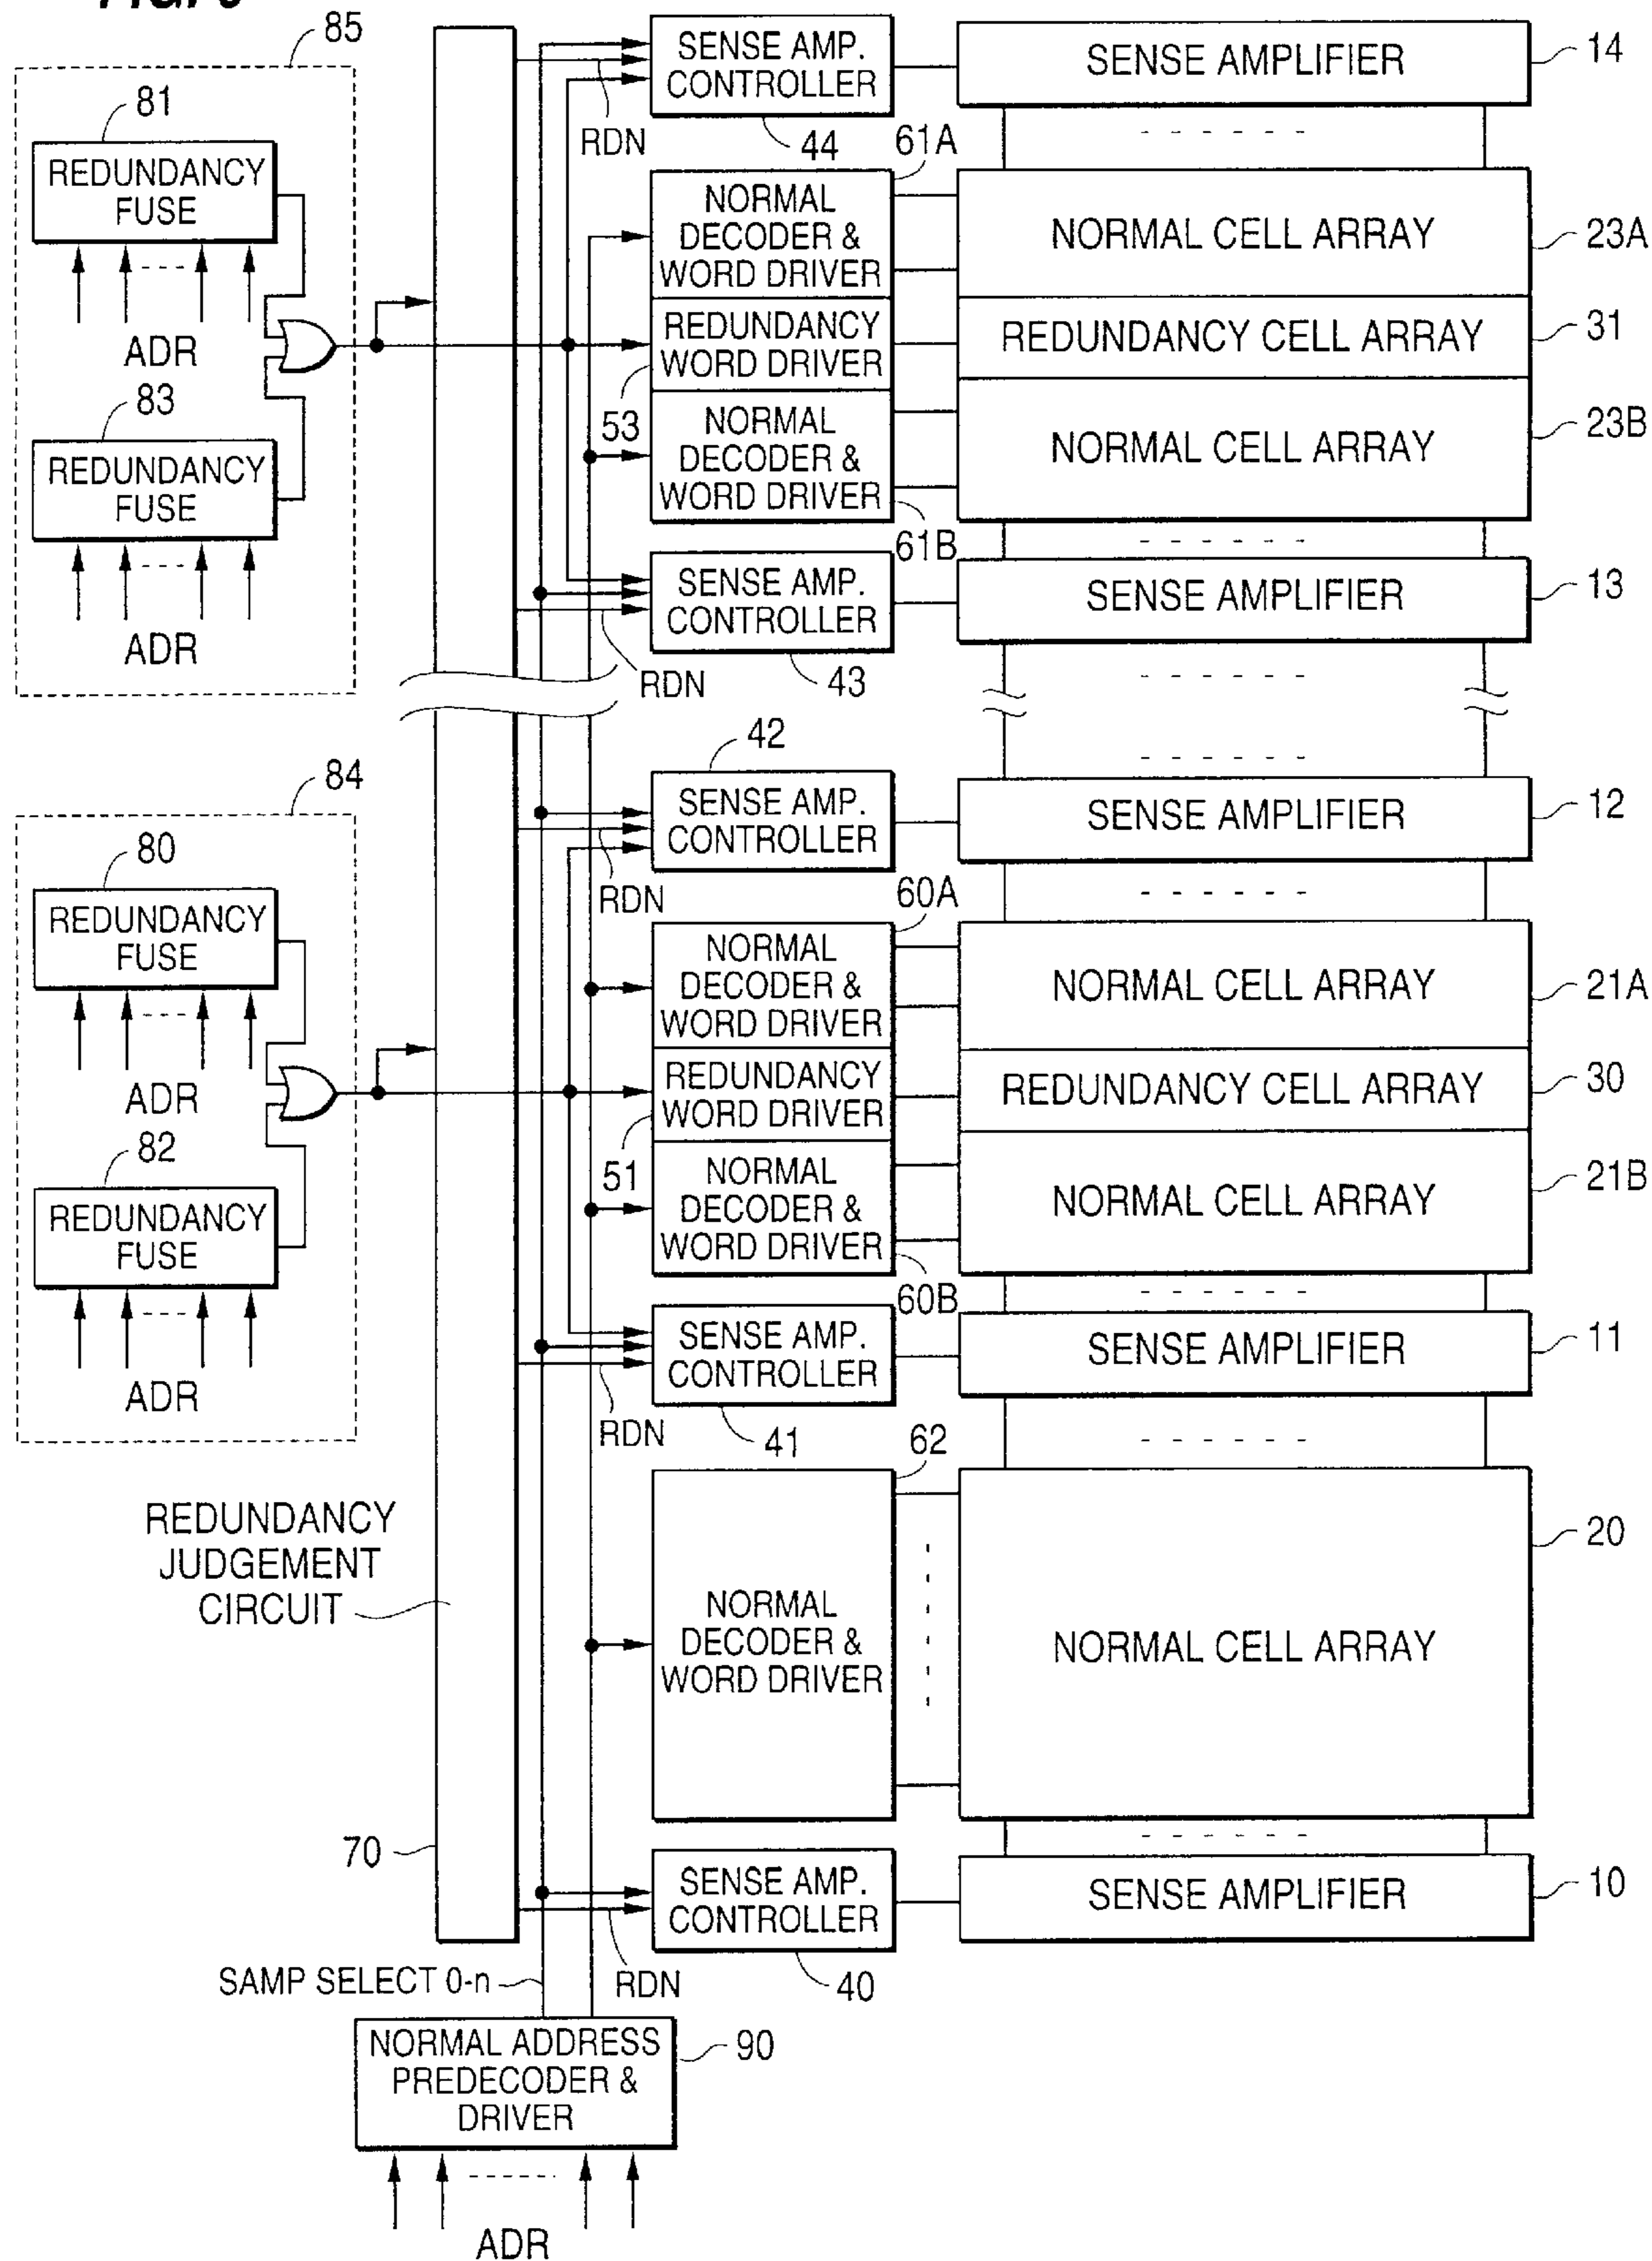 85
SENSE AMP.
CONTROLLER
SENSE AMPLIFIER
14
81
RDN
44
61A
REDUNDANCY
FUSE
NORMAL
DECODER &
WORD DRIVER
NORMAL CELL ARRAY
23A
ADR
REDUNDANCY
WORD DRIVER
REDUNDANCY CELL ARRAY
31
83
53
NORMAL
DECODER &
WORD DRIVER
NORMAL CELL ARRAY
23B
REDUNDANCY
FUSE
61B
SENSE AMP.
CONTROLLER
SENSE AMPLIFIER
13
ADR
RDN
43
42
84
SENSE AMP.
CONTROLLER
SENSE AMPLIFIER
12
80
RDN
60A
REDUNDANCY
FUSE
NORMAL
DECODER &
WORD DRIVER
NORMAL CELL ARRAY
21A
ADR
REDUNDANCY
WORD DRIVER
REDUNDANCY CELL ARRAY
30
82
51
NORMAL
DECODER &
WORD DRIVER
NORMAL CELL ARRAY
21B
REDUNDANCY
FUSE
60B
SENSE AMP.
CONTROLLER
SENSE AMPLIFIER
11
ADR
RDN
41
62
REDUNDANCY
JUDGEMENT
CIRCUIT
NORMAL
DECODER &
WORD DRIVER
NORMAL CELL ARRAY
20
70
SENSE AMP.
CONTROLLER
SENSE AMPLIFIER
10
SAMP SELECT 0-n
RDN
40
NORMAL ADDRESS
PREDECODER &
DRIVER
90
ADR